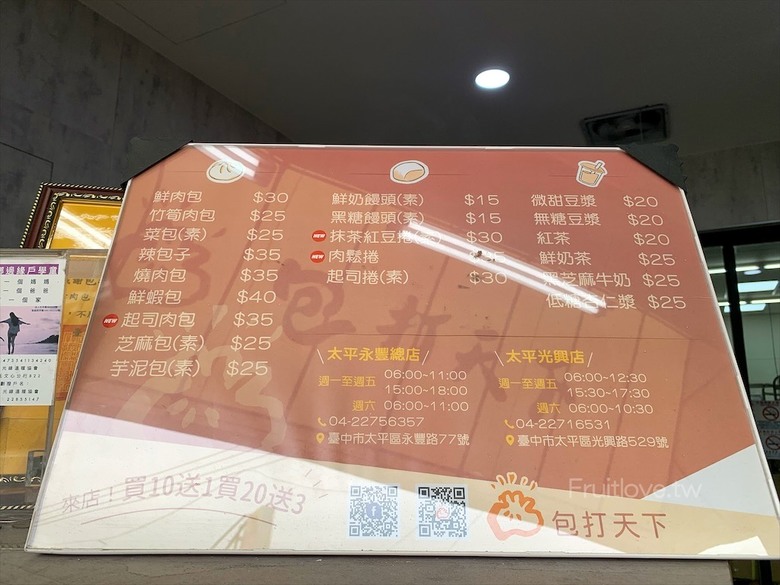 鮮肉包 $30
竹筍肉包 $25
菜包(素) $25
辣包子 $35
燒肉包 $35
鮮蝦包 $40
NEW 起司肉包 $35
芝麻包(素) $25
芋泥包(素) $25
鮮奶饅頭(素) $15
黑糖饅頭(素) $15
NEW 抹茶紅豆捲(素) $30
NEW 肉鬆捲
起司捲(素) $30
微甜豆漿 $20
無糖豆漿 $20
紅茶 $20
鮮奶茶 $25
黑芝麻牛奶 $25
低糖杏仁漿 $25
包打天下
\ 太平永豐總店 /
週一至週五 06:00~11:00
15:00~18:00
週六 06:00~11:00
04-22756357
臺中市太平區永豐路77號
\ 太平光興店 /
週一至週五 06:00~12:30
15:30~17:30
週六 06:00~10:30
04-22716531
臺中市太平區光興路529號
來店！買10送1買20送3
包打天下
Fruitlove.tw